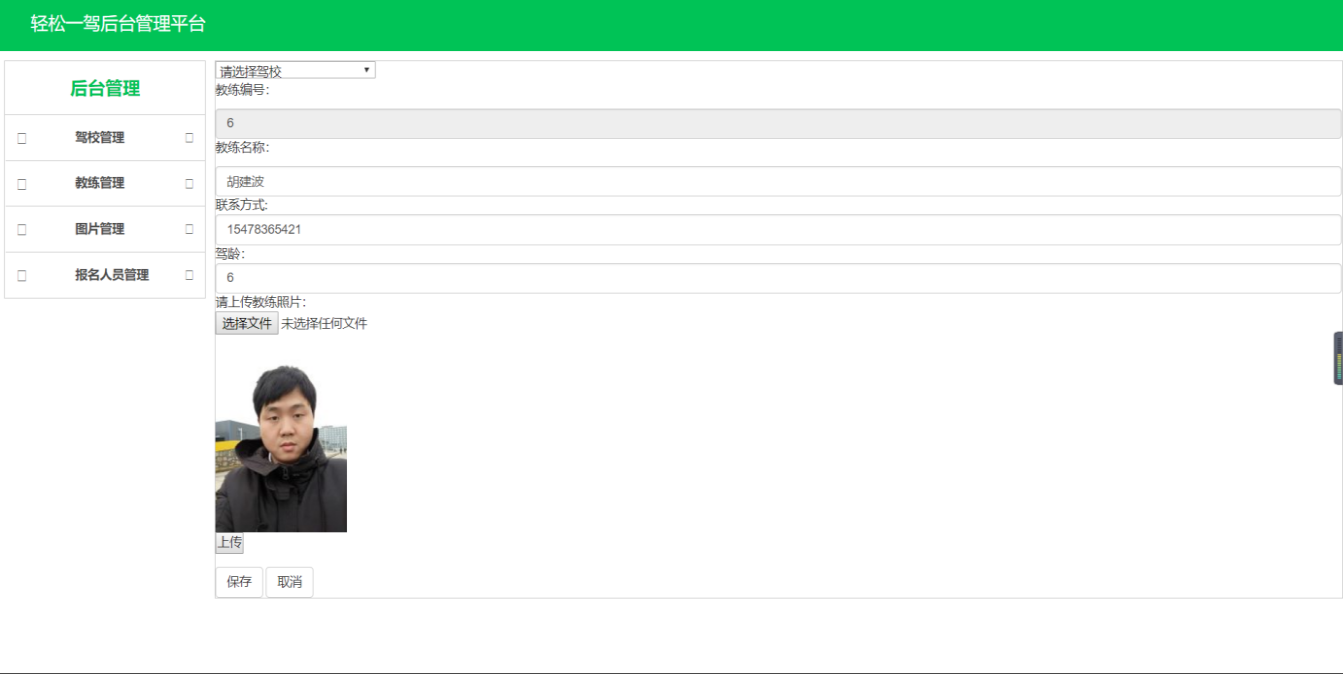 轻松一驾后台管理平台
后台管理
驾校管理
教练管理
图片管理
报名人员管理
请选择驾校
教练编号：
6
教练名称：
胡建波
联系方式:
15478365421
驾龄：
6
请上传教练照片：
选择文件 未选择任何文件
上传
保存 取消